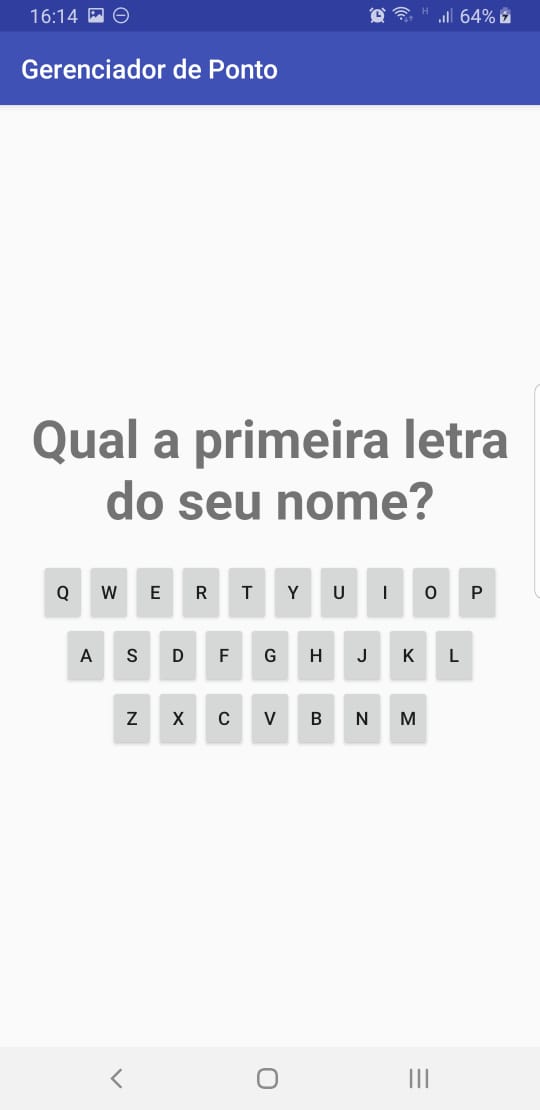 16:14 H 64%
Gerenciador de Ponto
Qual a primeira letra
do seu nome?
Q W E R T Y U I O P
A S D F G H J K L
Z X C V B N M